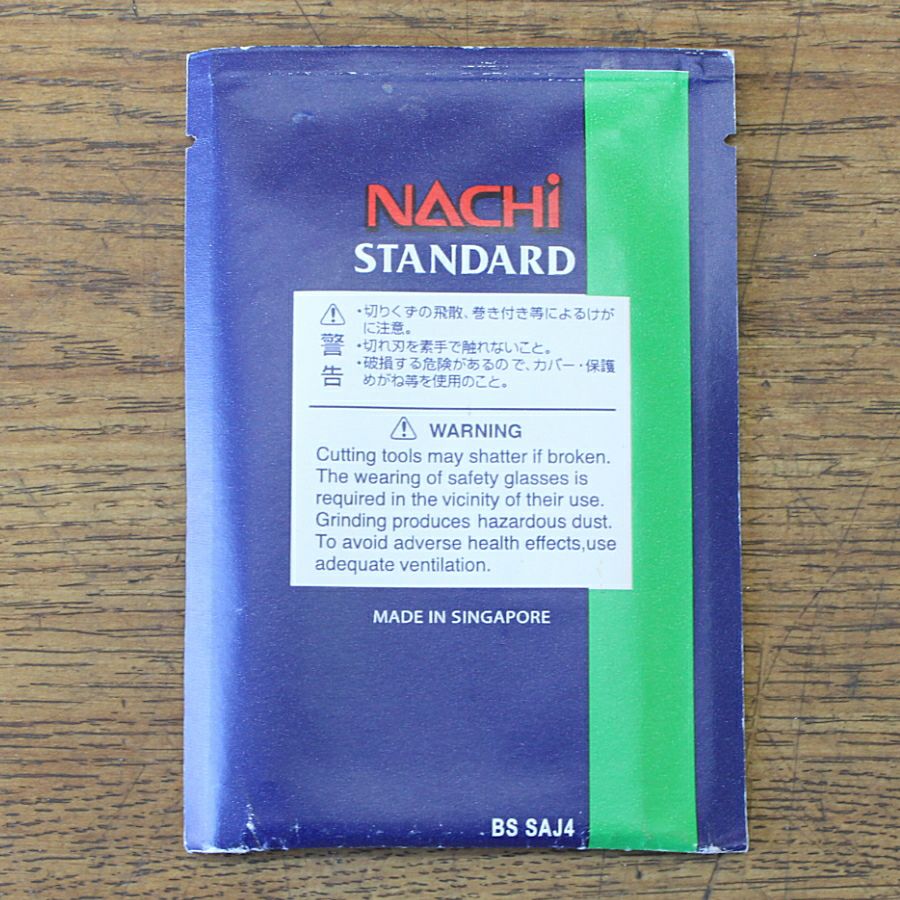 NACHi
STANDARD
・切りくずの飛散、巻き付き等によるけが
に注意。
警告
・切れ刃を素手で触れないこと。
・破損する危険があるので、カバー・保護
めがね等を使用のこと。
WARNING
Cutting tools may shatter if broken.
The wearing of safety glasses is
required in the vicinity of their use.
Grinding produces hazardous dust.
To avoid adverse health effects,use
adequate ventilation.
MADE IN SINGAPORE
BS SAJ4